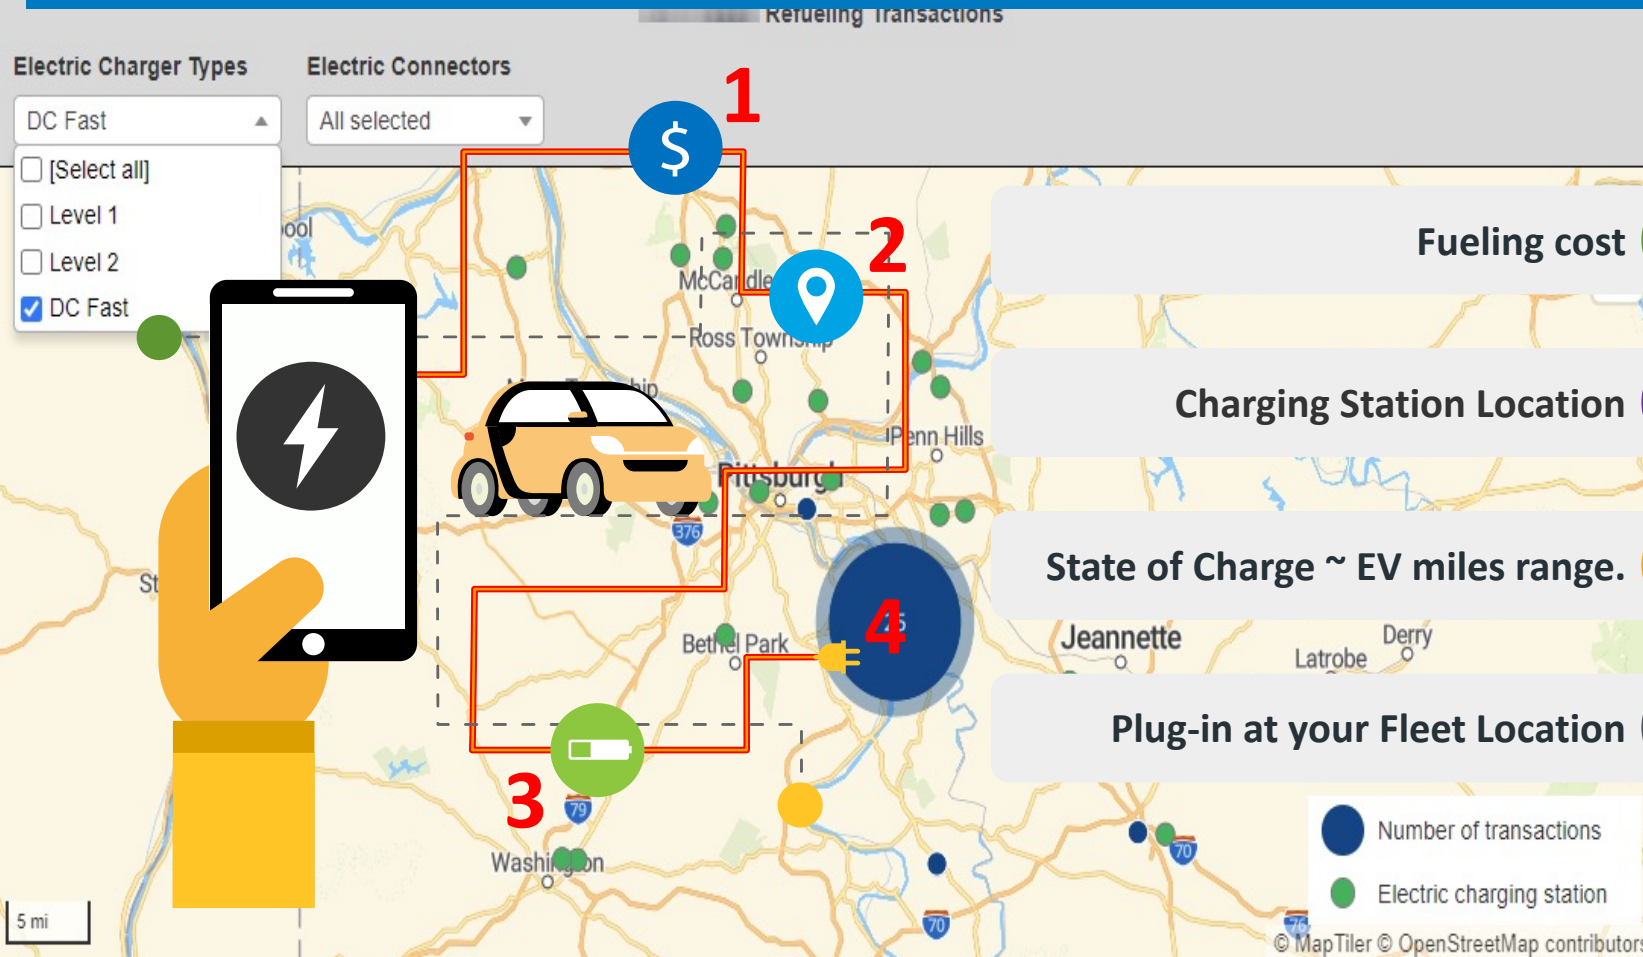 Refueling Transactions
Electric Charger Types
Electric Connectors
DC Fast
All selected
[Select all]
Level 1
Level 2
DC Fast
1
$
2
Ross Township
Penn Hills
Pittsburgh
376
Bethel Park
4
3
79
Washington
Jeannette
Latrobe
Derry
70
70
76
5 mi
Fueling cost
Charging Station Location
State of Charge ~ EV miles range.
Plug-in at your Fleet Location
Number of transactions
Electric charging station
© MapTiler © OpenStreetMap contributors